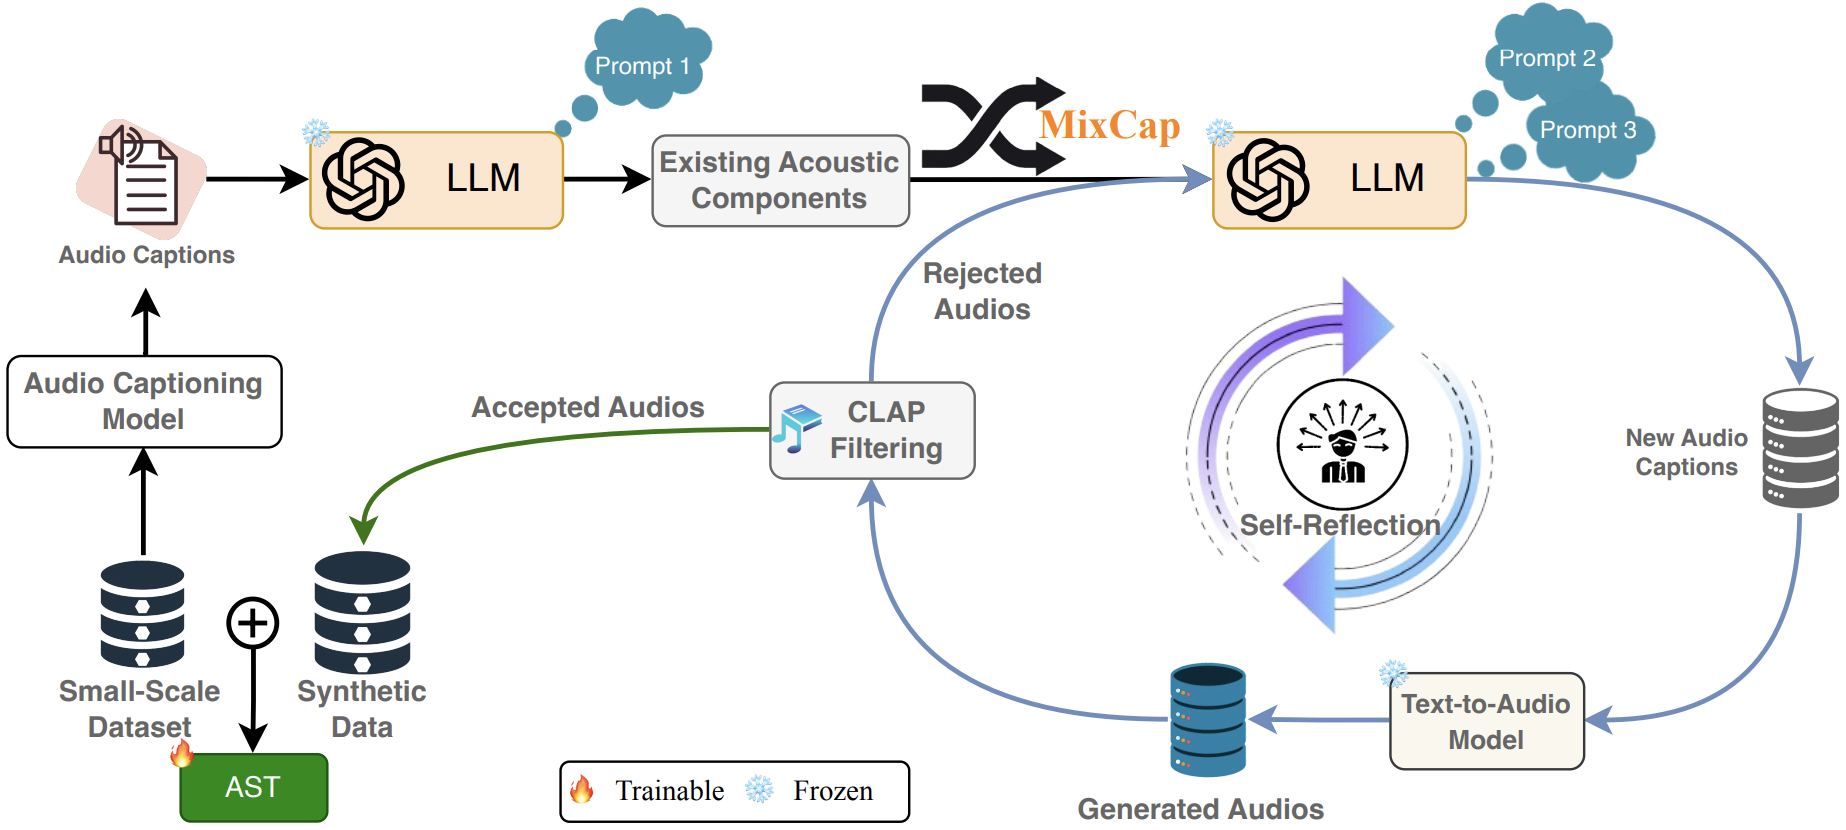 Prompt 1
Prompt 2
Prompt 3
MixCap
LLM
Existing Acoustic
Components
LLM
Audio Captions
Rejected
Audios
Audio Captioning
Model
Accepted Audios
CLAP
Filtering
New Audio
Captions
Self-Reflection
Small-Scale
Dataset
Synthetic
Data
Text-to-Audio
Model
AST
Trainable
Frozen
Generated Audios